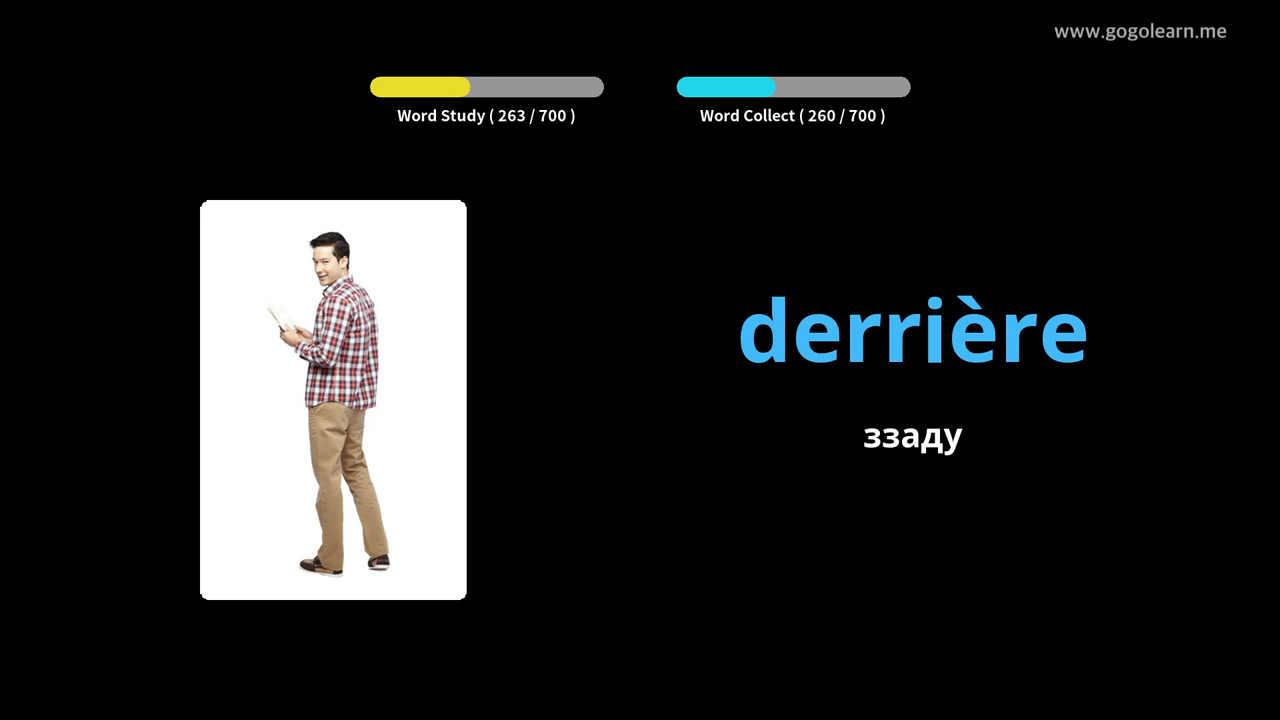 www.gogolearn.me
Word Study ( 263 / 700 )
Word Collect ( 260 / 700 )
derrière
ззаду